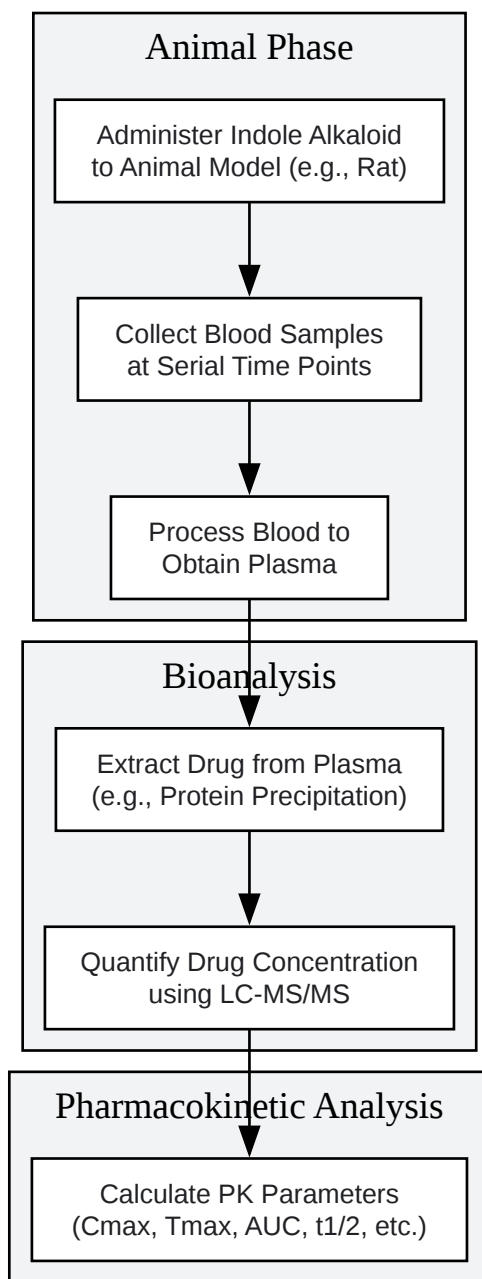 Animal Phase
Administer Indole Alkaloid
to Animal Model (e.g., Rat)
Collect Blood Samples
at Serial Time Points
Process Blood to
Obtain Plasma
Bioanalysis
Extract Drug from Plasma
(e.g., Protein Precipitation)
Quantify Drug Concentration
using LC-MS/MS
Pharmacokinetic Analysis
Calculate PK Parameters
(Cmax, Tmax, AUC, t1/2, etc.)